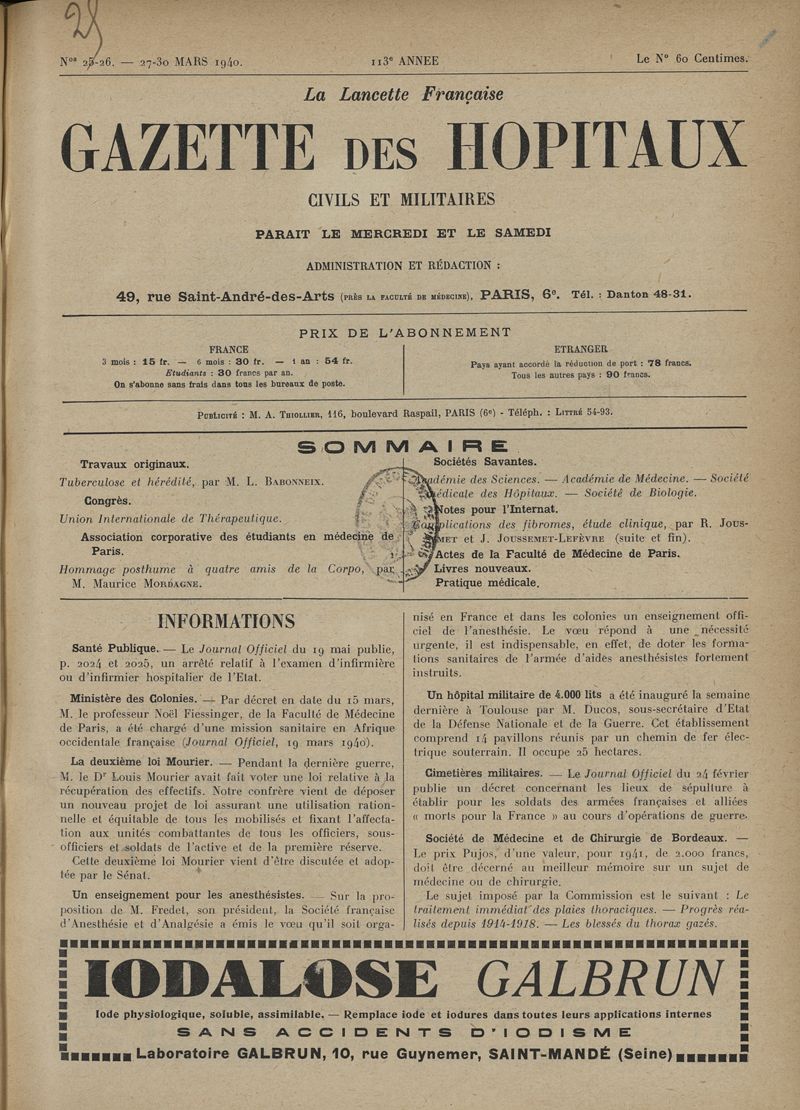 25
Nos 25-26. — 27-30 MARS 1940.
113e ANNEE
Le No 60 Centimes.
La Lancette Française
GAZETTE DES HOPITAUX
CIVILS ET MILITAIRES
PARAIT LE MERCREDI ET LE SAMEDI
ADMINISTRATION ET RÉDACTION :
49, rue Saint-André-des-Arts (PRÈS LA FACULTÉ DE MÉDECINE), PARIS, 6e. Tél. : Danton 48-31.
PRIX DE L'ABONNEMENT
FRANCE
3 mois : 15 fr. — 6 mois : 30 fr. — 1 an : 54 fr.
Etudiants : 30 francs par an.
On s'abonne sans frais dans tous les bureaux de poste.
ETRANGER
Pays ayant accordé la réduction de port : 78 francs.
Tous les autres pays : 90 francs.
PUBLICITÉ : M. A. THIOLLIER, 116, boulevard Raspail, PARIS (6e) - Téléph. : LITTRÉ 54-93.
SOMMAIRE
Travaux originaux.
Tuberculose et hérédité, par M. L. BABONNEIX.
Congrès.
Union Internationale de Thérapeutique.
Association corporative des étudiants en médecine de
Paris.
Hommage posthume à quatre amis de la Corpo, par
M. Maurice MORDAGNE.
Sociétés Savantes.
Académie des Sciences. — Académie de Médecine. — Société
médicale des Hôpitaux. — Société de Biologie.
Notes pour l'Internat.
Complications des fibromes, étude clinique, par R. JOUS-
SEMET et J. JOUSSEMET-LEFÈVRE (suite et fin).
Actes de la Faculté de Médecine de Paris.
Livres nouveaux.
Pratique médicale.
INFORMATIONS
Santé Publique. — Le Journal Officiel du 19 mai publie,
p. 2024 et 2025, un arrêté relatif à l'examen d'infirmière
ou d'infirmier hospitalier de l'Etat.
Ministère des Colonies. — Par décret en date du 15 mars,
M. le professeur Noël Fiessinger, de la Faculté de Médecine
de Paris, a été chargé d'une mission sanitaire en Afrique
occidentale française (Journal Officiel, 19 mars 1940).
La deuxième loi Mourier. — Pendant la dernière guerre,
M. le Dr Louis Mourier avait fait voter une loi relative à la
récupération des effectifs. Notre confrère vient de déposer
un nouveau projet de loi assurant une utilisation ration-
nelle et équitable de tous les mobilisés et fixant l'affecta-
tion aux unités combattantes de tous les officiers, sous-
officiers et soldats de l'active et de la première réserve.
Cette deuxième loi Mourier vient d'être discutée et adop-
tée par le Sénat.
Un enseignement pour les anesthésistes. — Sur la pro-
position de M. Fredet, son président, la Société française
d'Anesthésie et d'Analgésie a émis le vœu qu'il soit orga-
nisé en France et dans les colonies un enseignement offi-
ciel de l'anesthésie. Le vœu répond à une nécessité
urgente, il est indispensable, en effet, de doter les forma-
tions sanitaires de l'armée d'aides anesthésistes fortement
instruits.
Un hôpital militaire de 4.000 lits a été inauguré la semaine
dernière à Toulouse par M. Ducos, sous-secrétaire d'Etat
de la Défense Nationale et de la Guerre. Cet établissement
comprend 14 pavillons réunis par un chemin de fer élec-
trique souterrain. Il occupe 25 hectares.
Cimetières militaires. — Le Journal Officiel du 24 février
publie un décret concernant les lieux de sépulture à
établir pour les soldats des armées françaises et alliées
« morts pour la France » au cours d'opérations de guerre.
Société de Médecine et de Chirurgie de Bordeaux. —
Le prix Pujos, d'une valeur, pour 1941, de 2.000 francs,
doit être décerné au meilleur mémoire sur un sujet de
médecine ou de chirurgie.
Le sujet imposé par la Commission est le suivant : Le
traitement immédiat des plaies thoraciques. — Progrès réa-
lisés depuis 1914-1918. — Les blessés du thorax gazés.
IODALOSE GALBRUN
Iode physiologique, soluble, assimilable. — Remplace iode et iodures dans toutes leurs applications internes
SANS ACCIDENTS D'IODISME
Laboratoire GALBRUN, 10, rue Guynemer, SAINT-MANDÉ (Seine)